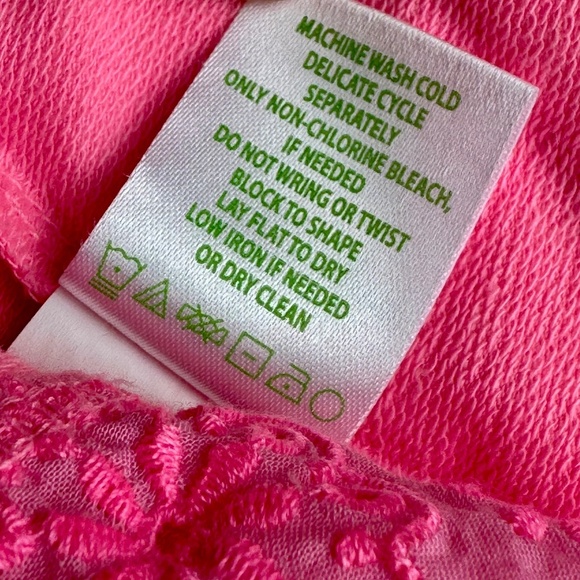 MACHINE WASH COLD
DELICATE CYCLE
SEPARATELY
ONLY NON-CHLORINE BLEACH,
IF NEEDED
DO NOT WRING OR TWIST
BLOCK TO SHAPE
LAY FLAT TO DRY
LOW IRON IF NEEDED
OR DRY CLEAN